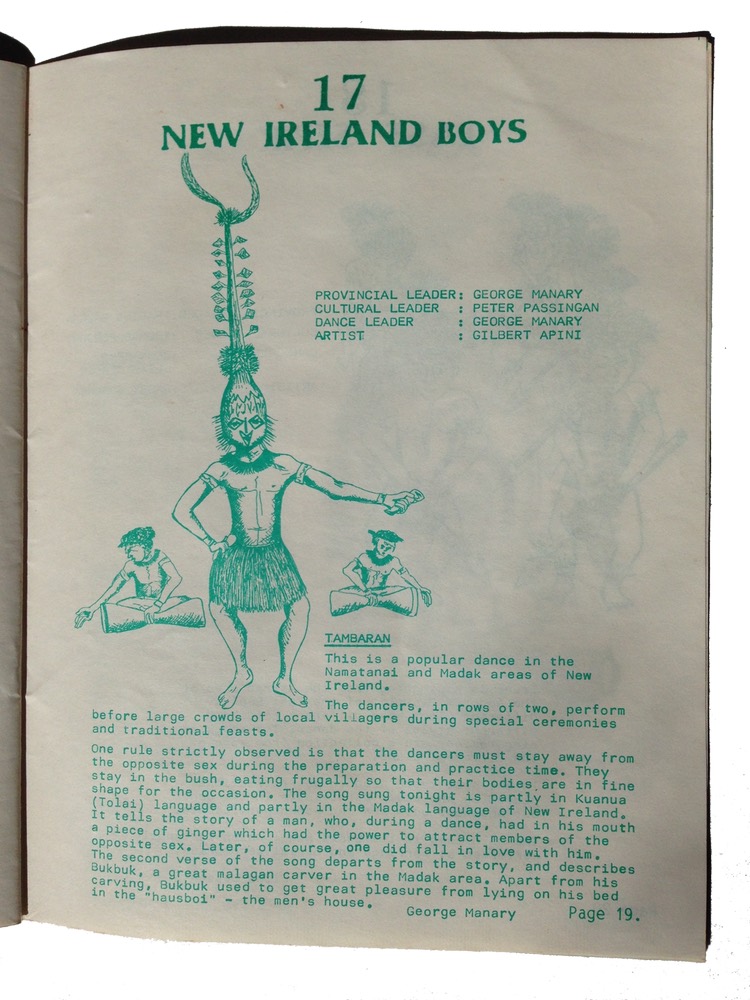 17
NEW IRELAND BOYS
PROVINCIAL LEADER: GEORGE MANARY
CULTURAL LEADER : PETER PASSINGAN
DANCE LEADER : GEORGE MANARY
ARTIST : GILBERT APINI
TAMBARAN
This is a popular dance in the
Namatanai and Madak areas of New
Ireland.
The dancers, in rows of two, perform
before large crowds of local villagers during special ceremonies
and traditional feasts.
One rule strictly observed is that the dancers must stay away from
the opposite sex during the preparation and practice time. They
stay in the bush, eating frugally so that their bodies are in fine
shape for the occasion. The song sung tonight is partly in Kuanua
(Tolai) language and partly in the Madak language of New Ireland.
It tells the story of a man, who, during a dance, had in his mouth
a piece of ginger which had the power to attract members of the
opposite sex. Later, of course, one did fall in love with him.
The second verse of the song departs from the story, and describes
Bukbuk, a great malagan carver in the Madak area. Apart from his
carving, Bukbuk used to get great pleasure from lying on his bed
in the "hausboi" - the men's house.
George Manary Page 19.